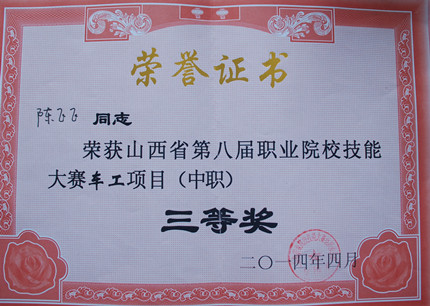 荣誉证书
陈飞飞 同志
荣获山西省第八届职业院校技能
大赛车工项目（中职）
三等奖
二〇一四年四月